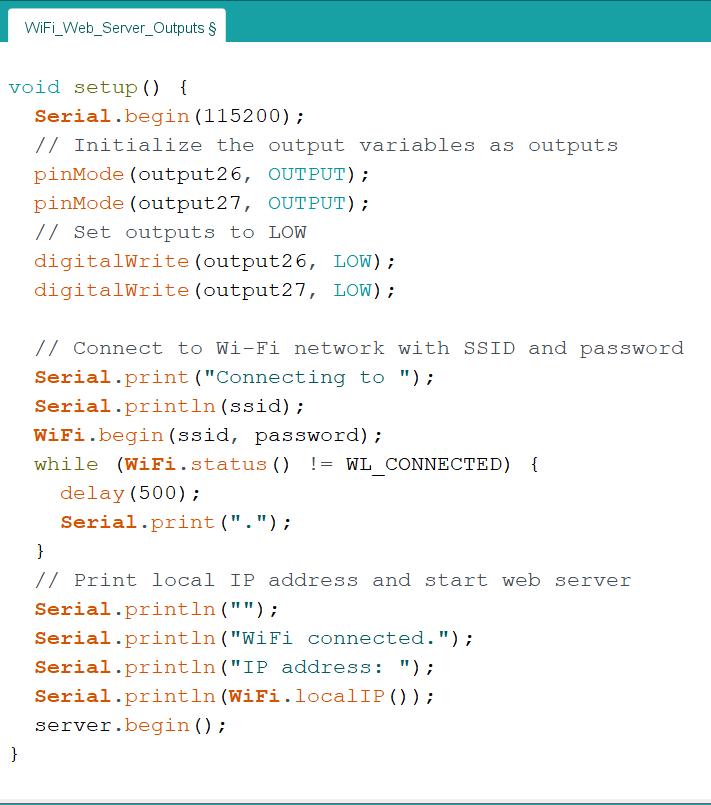 WiFi_Web_Server_Outputs §
void setup() {
  Serial.begin(115200);
  // Initialize the output variables as outputs
  pinMode(output26, OUTPUT);
  pinMode(output27, OUTPUT);
  // Set outputs to LOW
  digitalWrite(output26, LOW);
  digitalWrite(output27, LOW);

  // Connect to Wi-Fi network with SSID and password
  Serial.print("Connecting to ");
  Serial.println(ssid);
  WiFi.begin(ssid, password);
  while (WiFi.status() != WL_CONNECTED) {
    delay(500);
    Serial.print(".");
  }
  // Print local IP address and start web server
  Serial.println("");
  Serial.println("WiFi connected.");
  Serial.println("IP address: ");
  Serial.println(WiFi.localIP());
  server.begin();
}